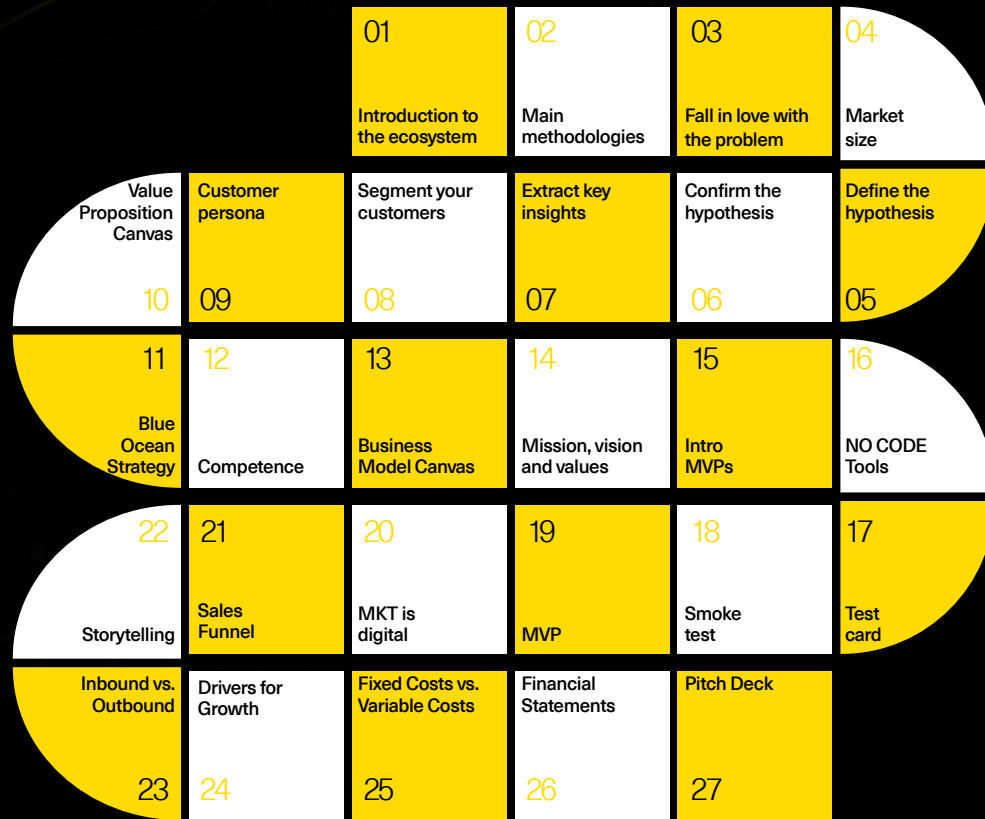 01
Introduction to
the ecosystem
02
Main
methodologies
03
Fall in love with
the problem
04
Market
size
Define the
hypothesis
05
Confirm the
hypothesis
06
Extract key
insights
07
Segment your
customers
08
Customer
persona
09
Value
Proposition
Canvas
10
11
Blue
Ocean
Strategy
12
Competence
13
Business
Model Canvas
14
Mission, vision
and values
15
Intro
MVPs
16
NO CODE
Tools
17
Test
card
18
Smoke
test
19
MVP
20
MKT is
digital
21
Sales
Funnel
22
Storytelling
Inbound vs.
Outbound
23
Drivers for
Growth
24
Fixed Costs vs.
Variable Costs
25
Financial
Statements
26
Pitch Deck
27